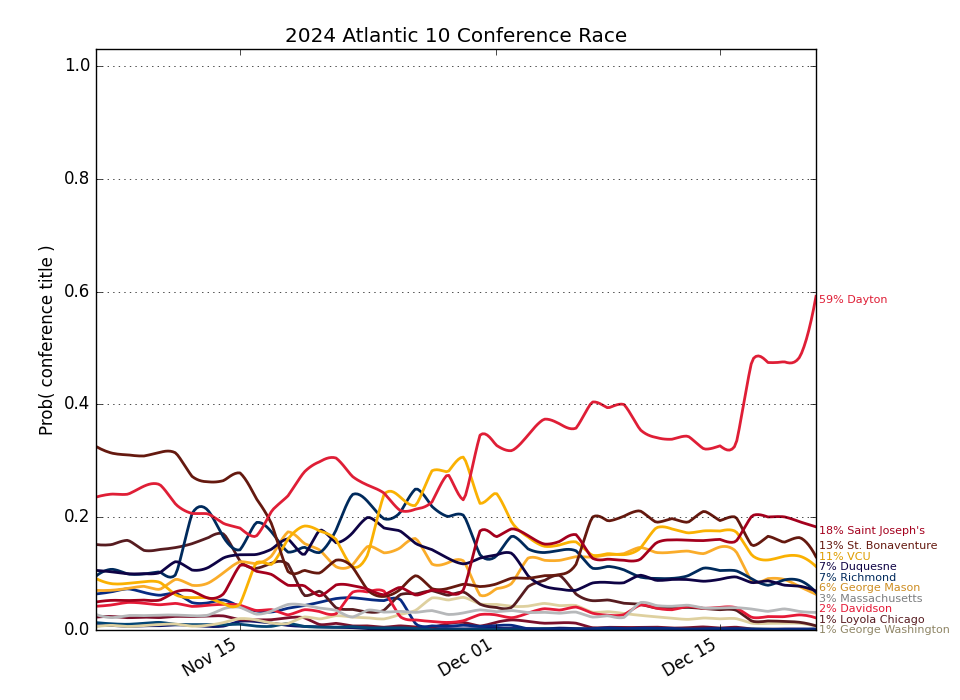 2024 Atlantic 10 Conference Race
Prob( conference title )
1.0
0.8
0.6
0.4
0.2
0.0
Nov 15
Dec 01
Dec 15
59% Dayton
18% Saint Joseph's
13% St. Bonaventure
11% VCU
7% Duquesne
7% Richmond
6% George Mason
3% Massachusetts
2% Davidson
1% Loyola Chicago
1% George Washington